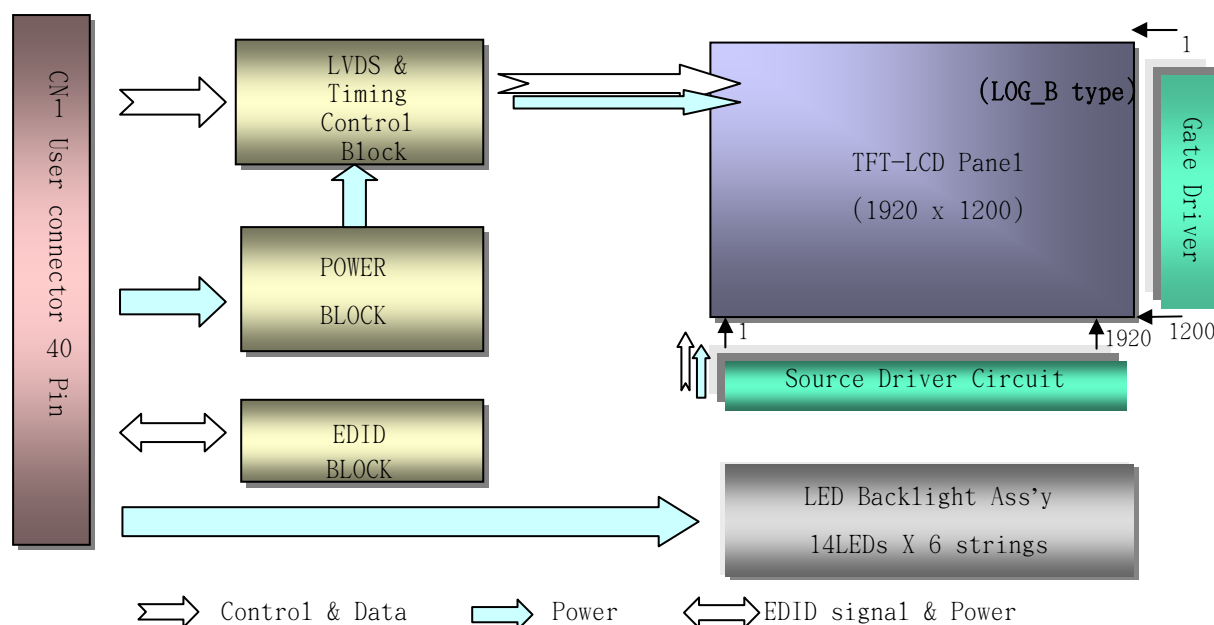 CN-1 User connector 40 Pin
LVDS &
Timing
Control
Block
POWER
BLOCK
EDID
BLOCK
(LOG_B type)
TFT-LCD Panel
(1920 x 1200)
1
Gate Driver
1200
1
1920
Source Driver Circuit
LED Backlight Ass’y
14LEDs X 6 strings
Control & Data
Power
EDID signal & Power